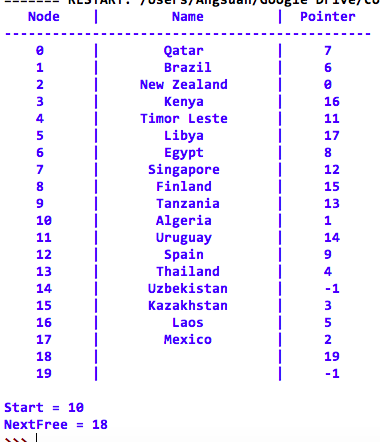 RESTART: /Users/Angsuan/Google Drive/co
Node | Name | Pointer
--------------------------------------------
0 | Qatar | 7
1 | Brazil | 6
2 | New Zealand | 0
3 | Kenya | 16
4 | Timor Leste | 11
5 | Libya | 17
6 | Egypt | 8
7 | Singapore | 12
8 | Finland | 15
9 | Tanzania | 13
10 | Algeria | 1
11 | Uruguay | 14
12 | Spain | 9
13 | Thailand | 4
14 | Uzbekistan | -1
15 | Kazakhstan | 3
16 | Laos | 5
17 | Mexico | 2
18 | | 19
19 | | -1
Start = 10
NextFree = 18
>>>